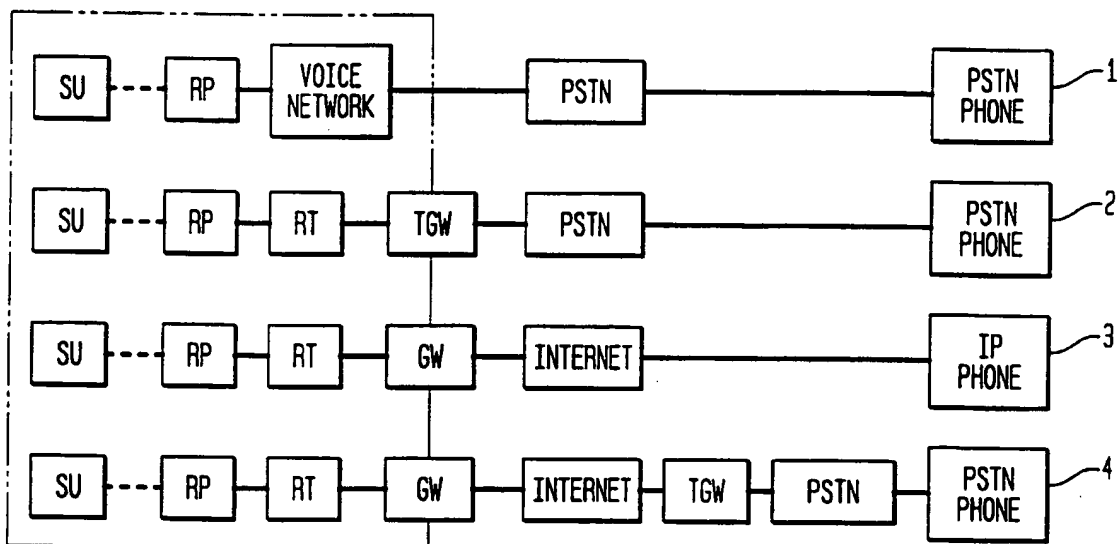 SU RP VOICE NETWORK PSTN PSTN PHONE 1
SU RP RT TGW PSTN PSTN PHONE 2
SU RP RT GW INTERNET IP PHONE 3
SU RP RT GW INTERNET TGW PSTN PSTN PHONE 4